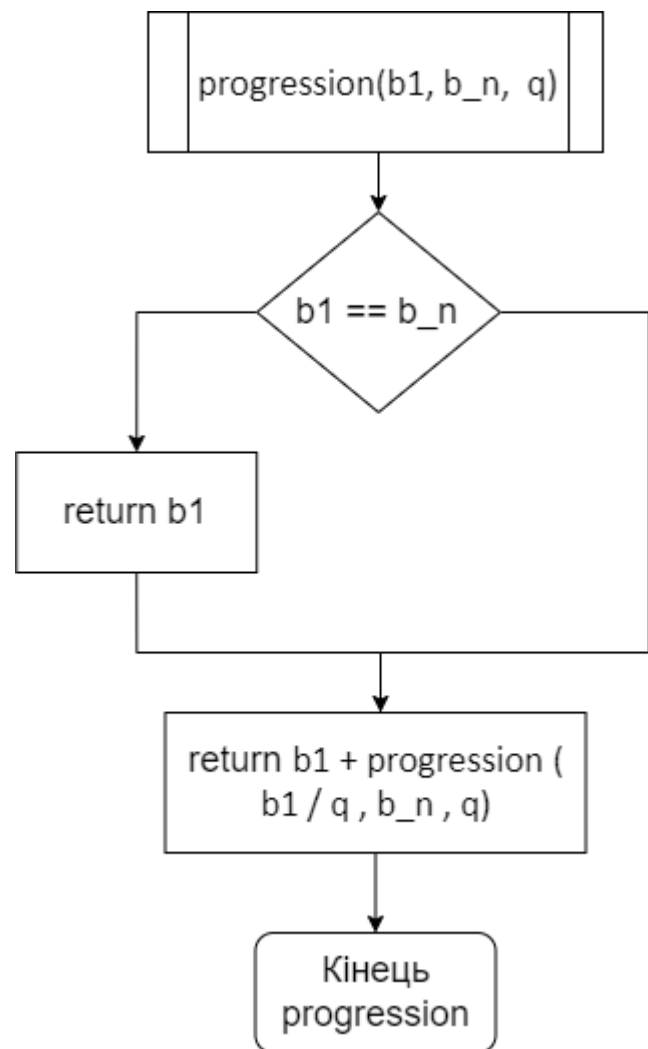 progression(b1, b_n, q)
b1 == b_n
return b1
return b1 + progression (
b1 / q , b_n , q)
Кінець
progression